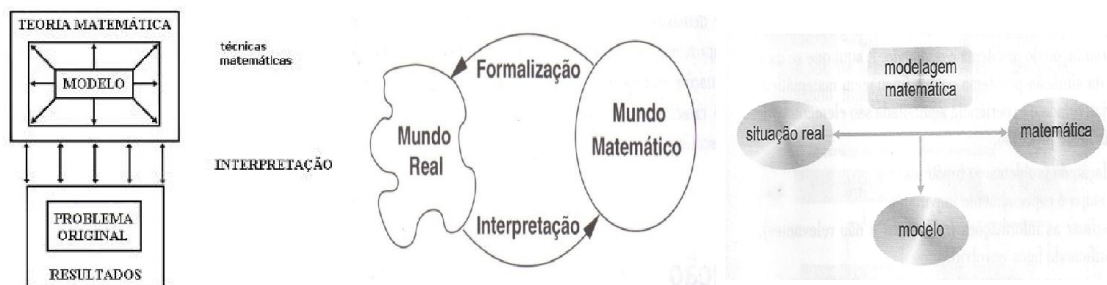 TEORIA MATEMÁTICA
MODELO
PROBLEMA
ORIGINAL
RESULTADOS
técnicas
matemáticas
INTERPRETAÇÃO
Formalização
Mundo
Real
Mundo
Matemático
Interpretação
modelagem
matemática
situação real
matemática
modelo